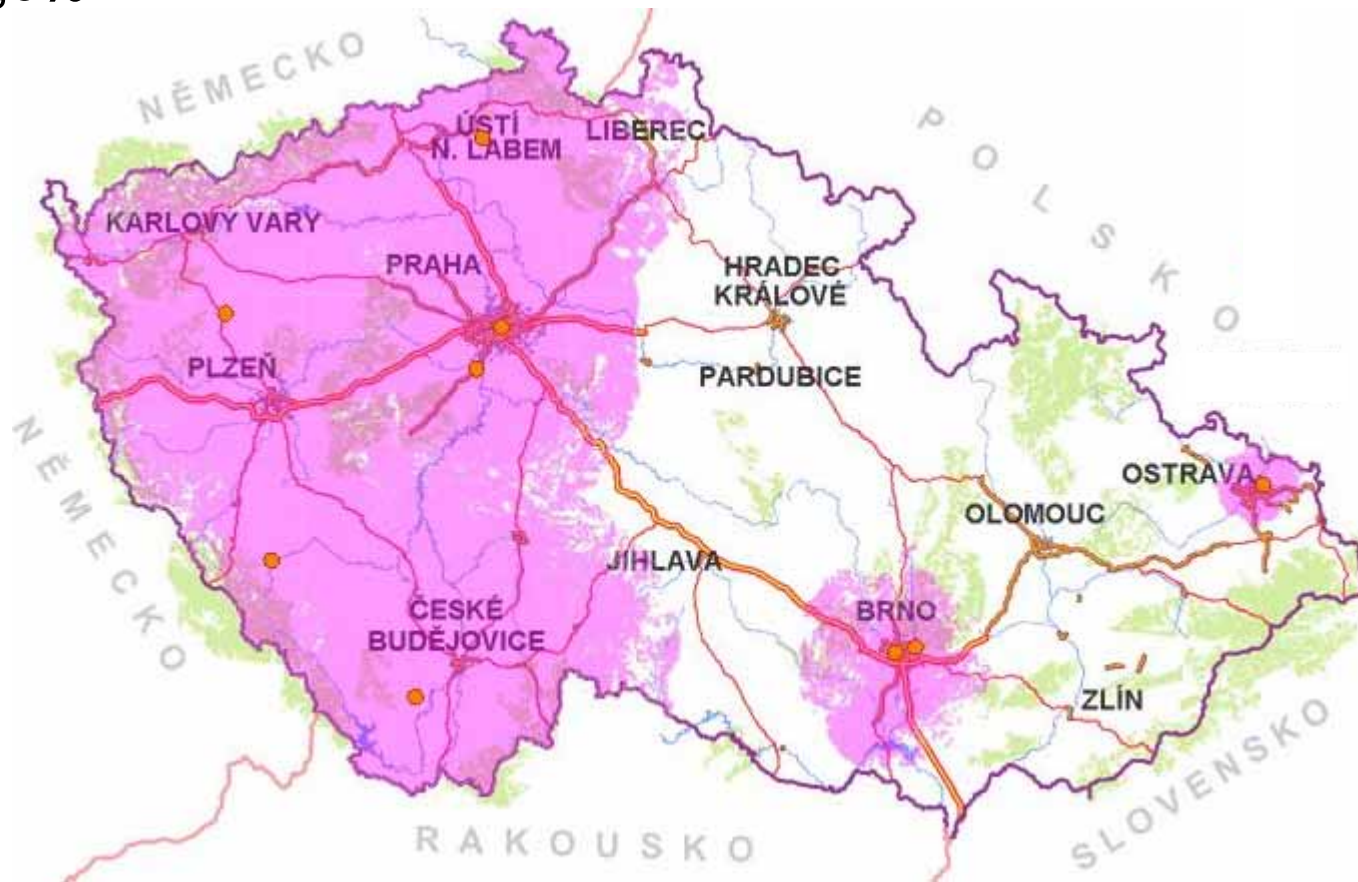 NĚMECKO
POLSKO
ÚSTÍ
N. LABEM
LIBEREC
KARLOVY VARY
PRAHA
HRADEC
KRÁLOVÉ
PLZEŇ
PARDUBICE
NĚMECKO
OSTRAVA
OLOMOUC
JIHLAVA
ČESKÉ
BUDĚJOVICE
BRNO
ZLÍN
SLOVENSKO
RAKOUSKO